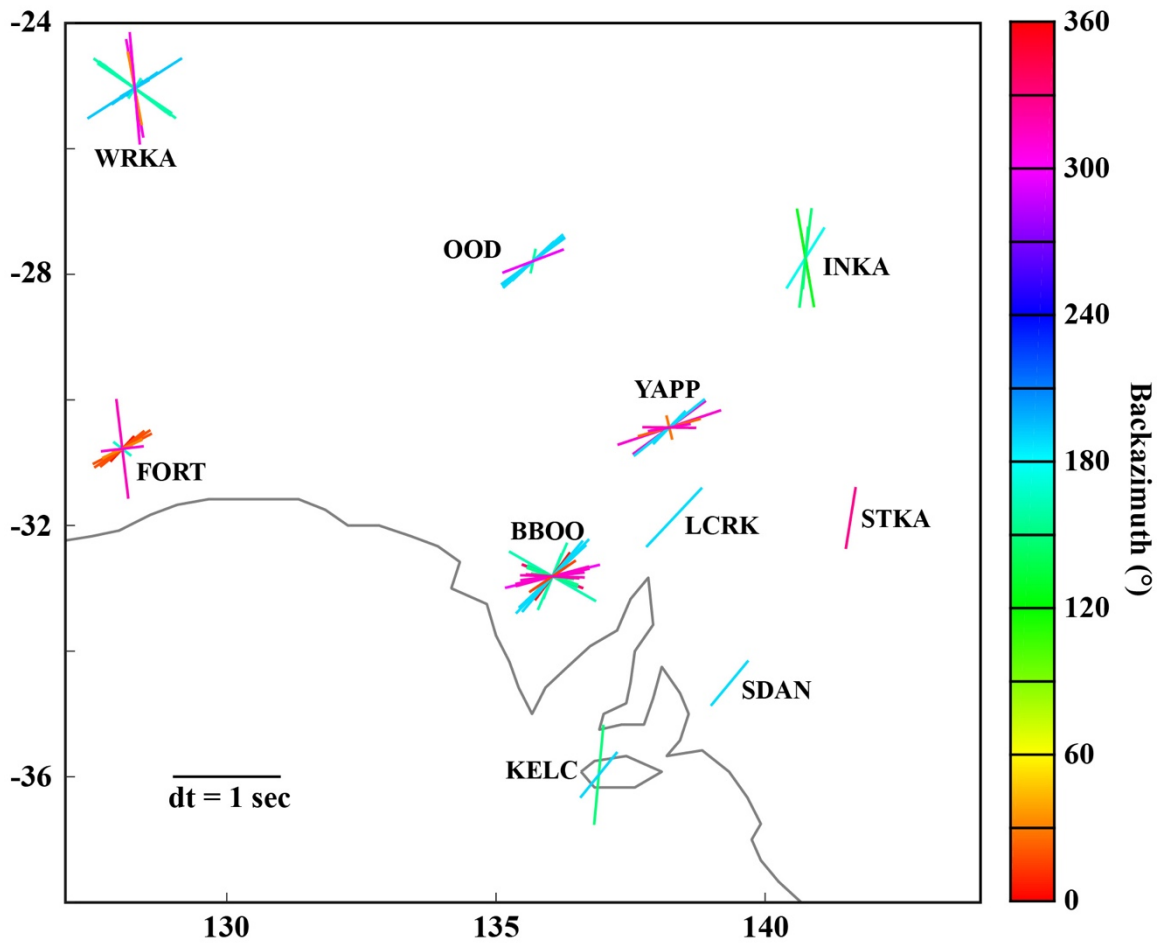 -24
360
WRKA
300
OOD
-28
INKA
240
YAPP
180
FORT
Backazimuth (°)
-32
BBOO
LCRK
STKA
120
SDAN
60
KELC
-36
dt = 1 sec
0
130
135
140